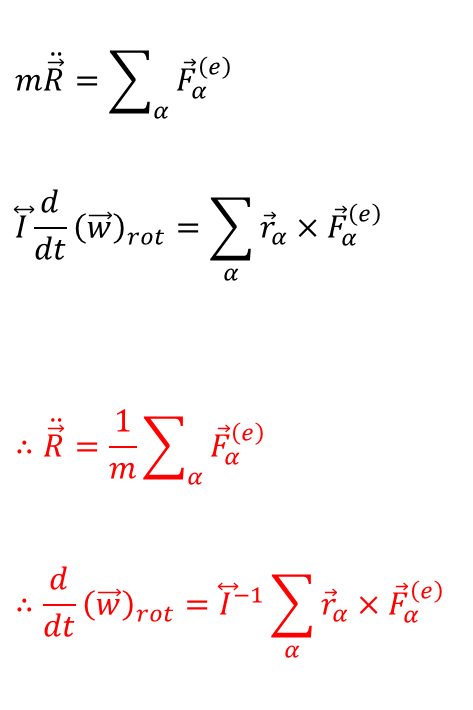 $m\ddot{\vec{R}} = \sum_{\alpha} \vec{F}_{\alpha}^{(e)}$
$\overleftrightarrow{I} \frac{d}{dt} (\overrightarrow{w})_{rot} = \sum_{\alpha} \vec{r}_{\alpha} \times \vec{F}_{\alpha}^{(e)}$
$\therefore \ddot{\vec{R}} = \frac{1}{m} \sum_{\alpha} \vec{F}_{\alpha}^{(e)}$
$\therefore \frac{d}{dt} (\overrightarrow{w})_{rot} = \overleftrightarrow{I}^{-1} \sum_{\alpha} \vec{r}_{\alpha} \times \vec{F}_{\alpha}^{(e)}$